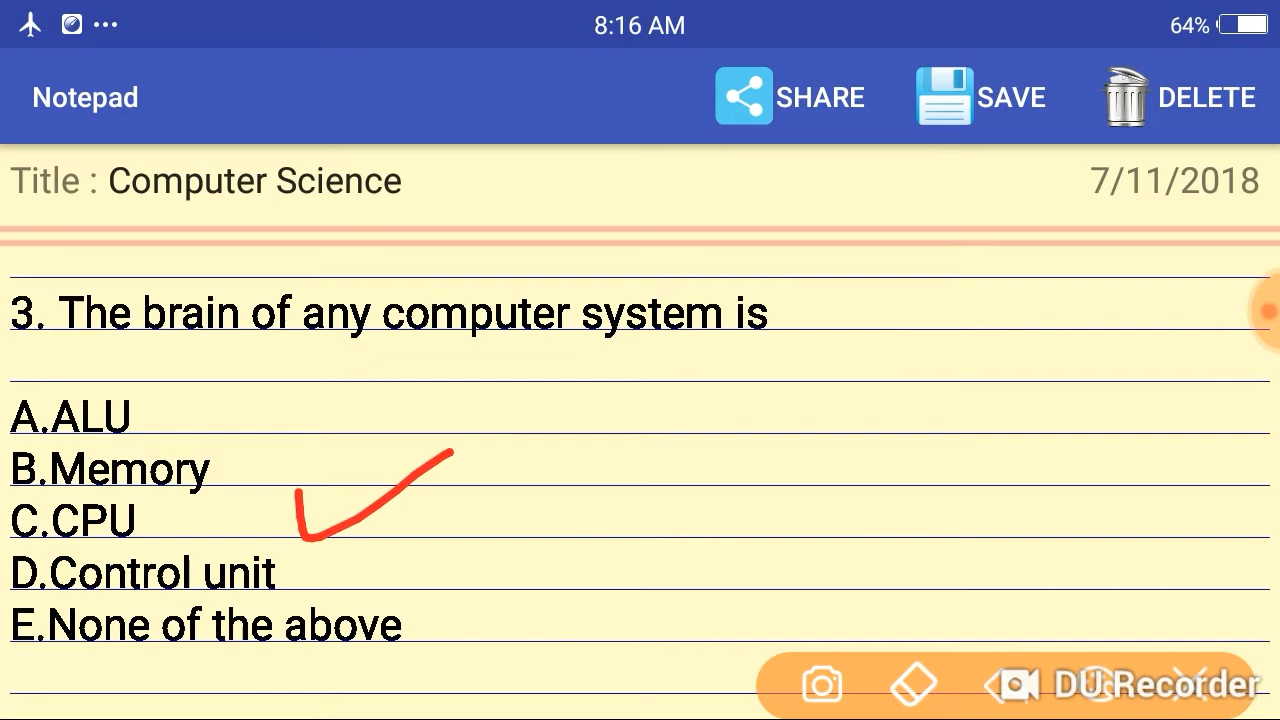 8:16 AM
64%
Notepad
SHARE
SAVE
DELETE
Title : Computer Science
7/11/2018
3. The brain of any computer system is
A.ALU
B.Memory
C.CPU
D.Control unit
E.None of the above
DU Recorder